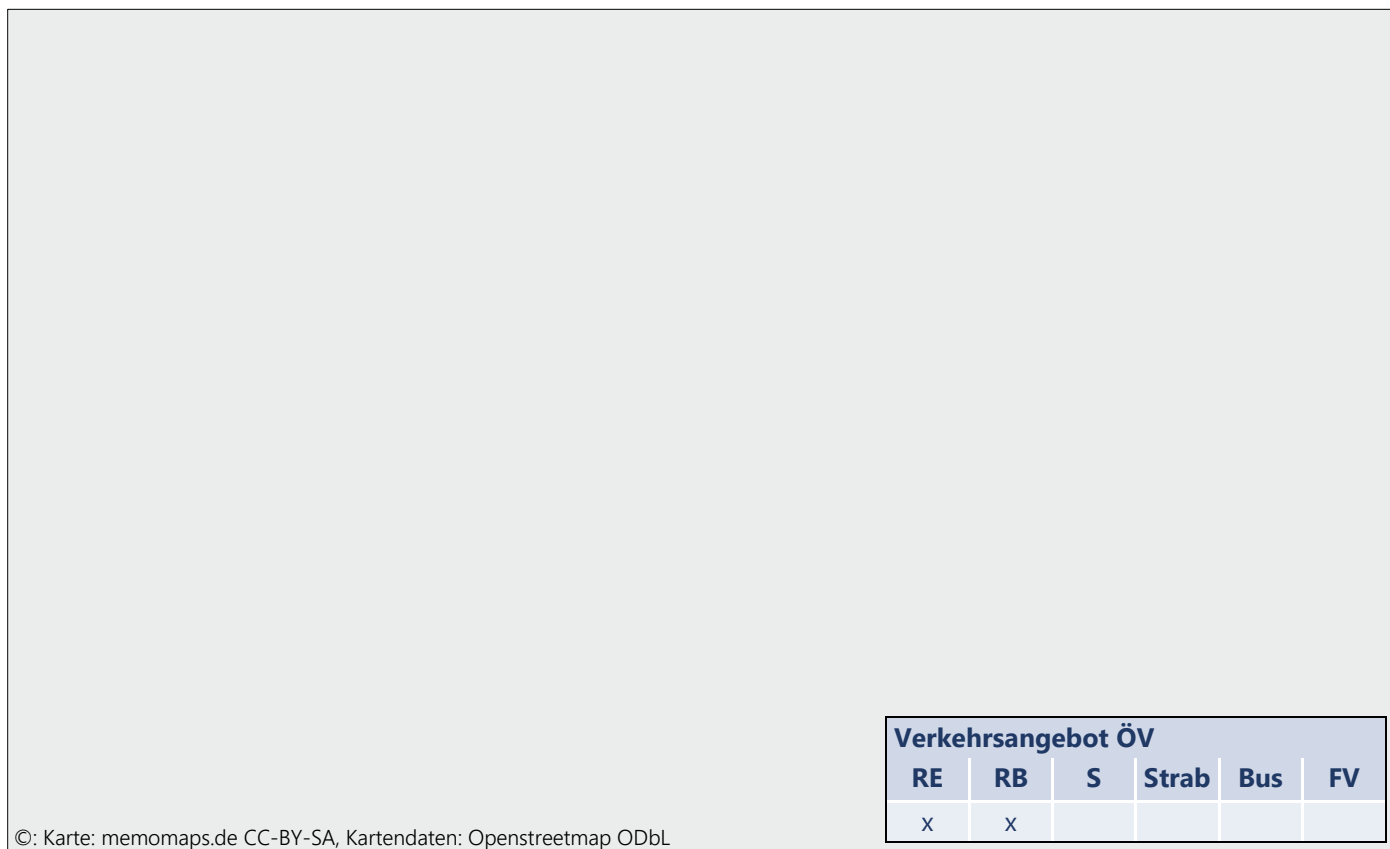 Verkehrsangebot ÖV
RE RB S Strab Bus FV
x x
©: Karte: memomaps.de CC-BY-SA, Kartendaten: Openstreetmap ODbL